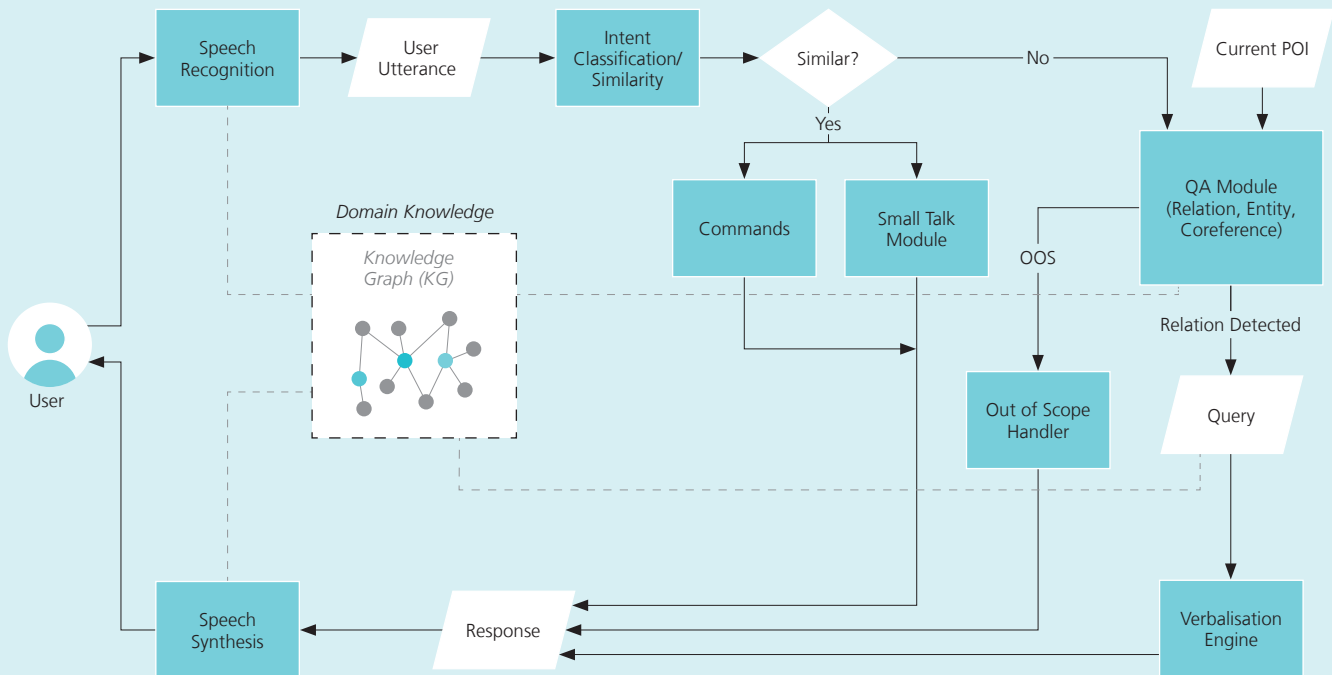 Speech
Recognition
User
Utterance
Intent
Classification/
Similarity
Similar?
No
Current POI
Yes
Commands
Small Talk
Module
QA Module
(Relation, Entity,
Coreference)
OOS
Domain Knowledge
Knowledge
Graph (KG)
Relation Detected
User
Out of Scope
Handler
Query
Speech
Synthesis
Response
Verbalisation
Engine